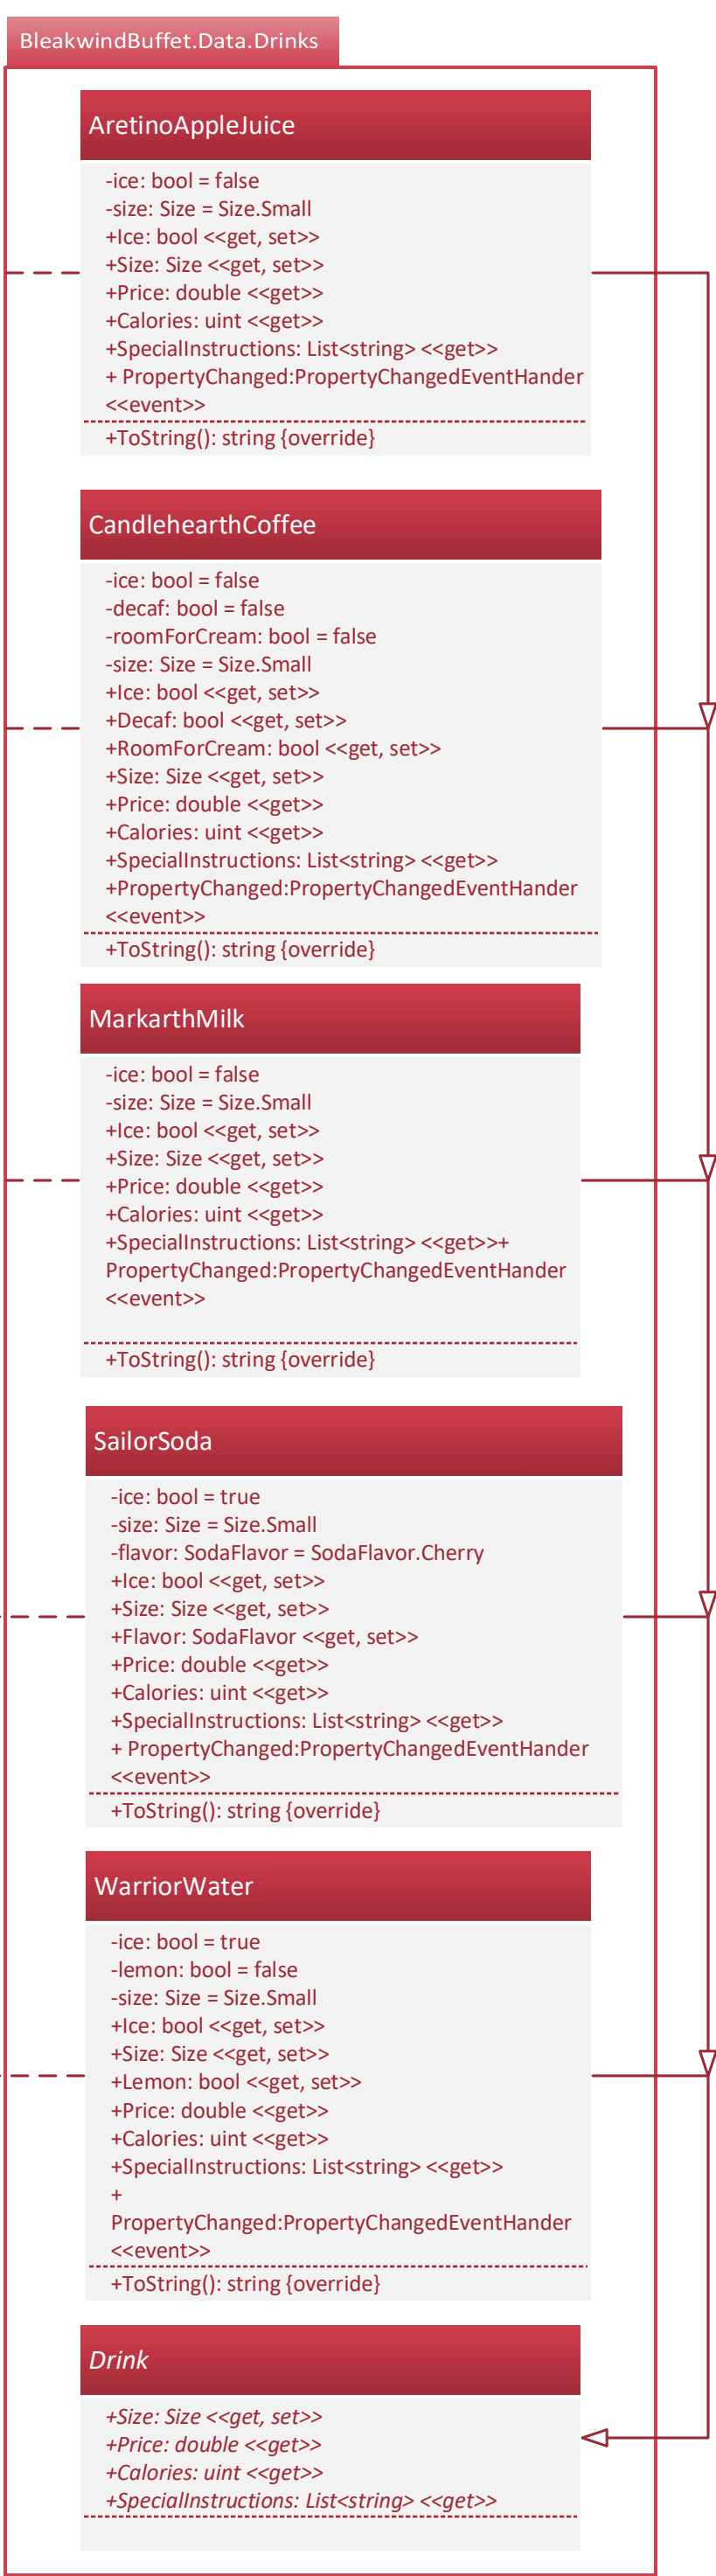 BleakwindBuffet.Data.Drinks
AretinoAppleJuice
-ice: bool = false
-size: Size = Size.Small
+Ice: bool <<get, set>>
+Size: Size <<get, set>>
+Price: double <<get>>
+Calories: uint <<get>>
+SpecialInstructions: List<string> <<get>>
+ PropertyChanged:PropertyChangedEventHander
<<event>>
+ToString(): string {override}
CandlehearthCoffee
-ice: bool = false
-decaf: bool = false
-roomForCream: bool = false
-size: Size = Size.Small
+Ice: bool <<get, set>>
+Decaf: bool <<get, set>>
+RoomForCream: bool <<get, set>>
+Size: Size <<get, set>>
+Price: double <<get>>
+Calories: uint <<get>>
+SpecialInstructions: List<string> <<get>>
+PropertyChanged:PropertyChangedEventHander
<<event>>
+ToString(): string {override}
MarkarthMilk
-ice: bool = false
-size: Size = Size.Small
+Ice: bool <<get, set>>
+Size: Size <<get, set>>
+Price: double <<get>>
+Calories: uint <<get>>
+SpecialInstructions: List<string> <<get>>+
PropertyChanged:PropertyChangedEventHander
<<event>>
+ToString(): string {override}
SailorSoda
-ice: bool = true
-size: Size = Size.Small
-flavor: SodaFlavor = SodaFlavor.Cherry
+Ice: bool <<get, set>>
+Size: Size <<get, set>>
+Flavor: SodaFlavor <<get, set>>
+Price: double <<get>>
+Calories: uint <<get>>
+SpecialInstructions: List<string> <<get>>
+ PropertyChanged:PropertyChangedEventHander
<<event>>
+ToString(): string {override}
WarriorWater
-ice: bool = true
-lemon: bool = false
-size: Size = Size.Small
+Ice: bool <<get, set>>
+Size: Size <<get, set>>
+Lemon: bool <<get, set>>
+Price: double <<get>>
+Calories: uint <<get>>
+SpecialInstructions: List<string> <<get>>
+
PropertyChanged:PropertyChangedEventHander
<<event>>
+ToString(): string {override}
Drink
+Size: Size <<get, set>>
+Price: double <<get>>
+Calories: uint <<get>>
+SpecialInstructions: List<string> <<get>>